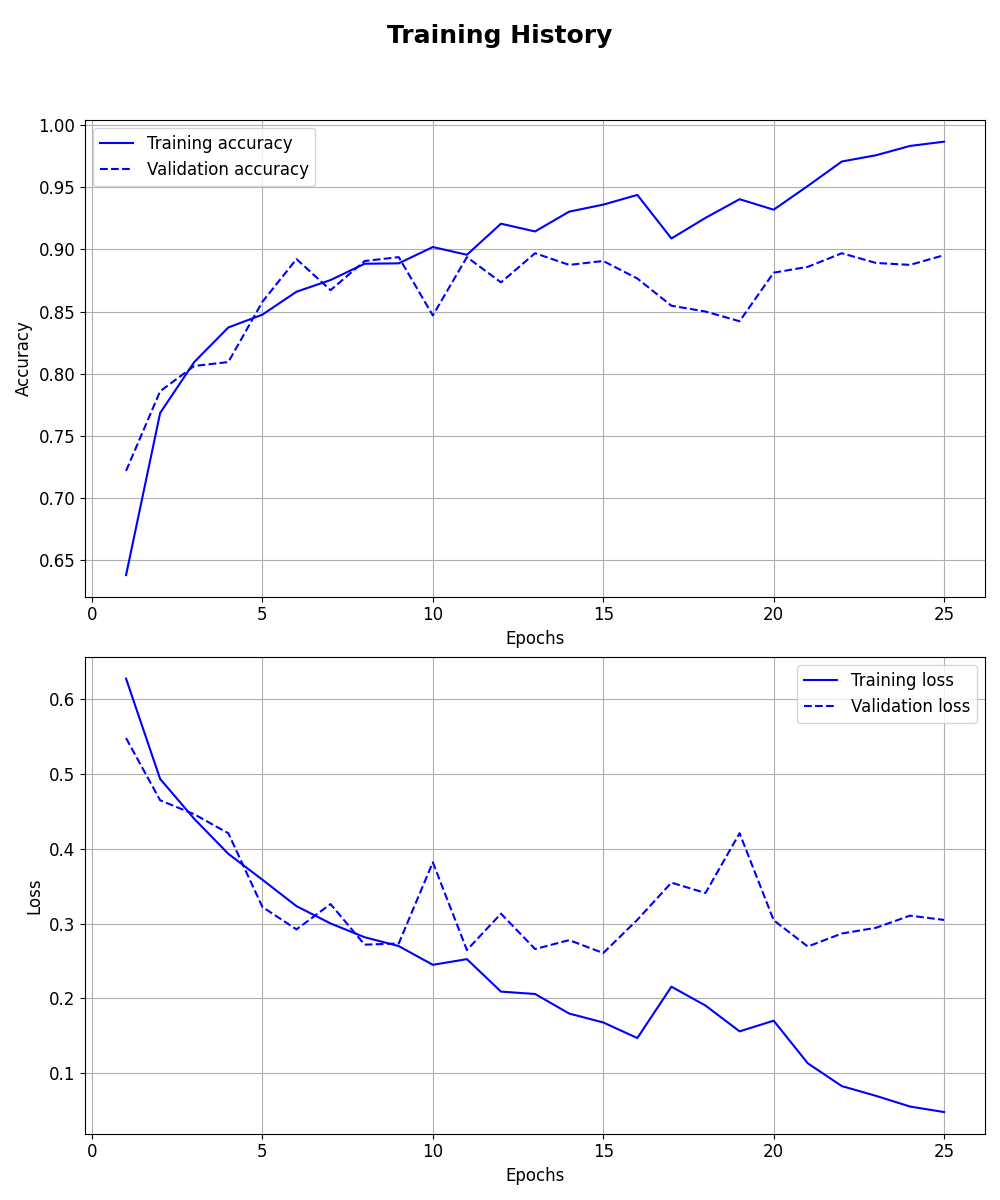 Training History
1.00
0.95
0.90
0.85
0.80
0.75
0.70
0.65
Accuracy
Training accuracy
Validation accuracy
0 5 10 15 20 25
Epochs
0.6
0.5
0.4
0.3
0.2
0.1
Loss
Training loss
Validation loss
0 5 10 15 20 25
Epochs